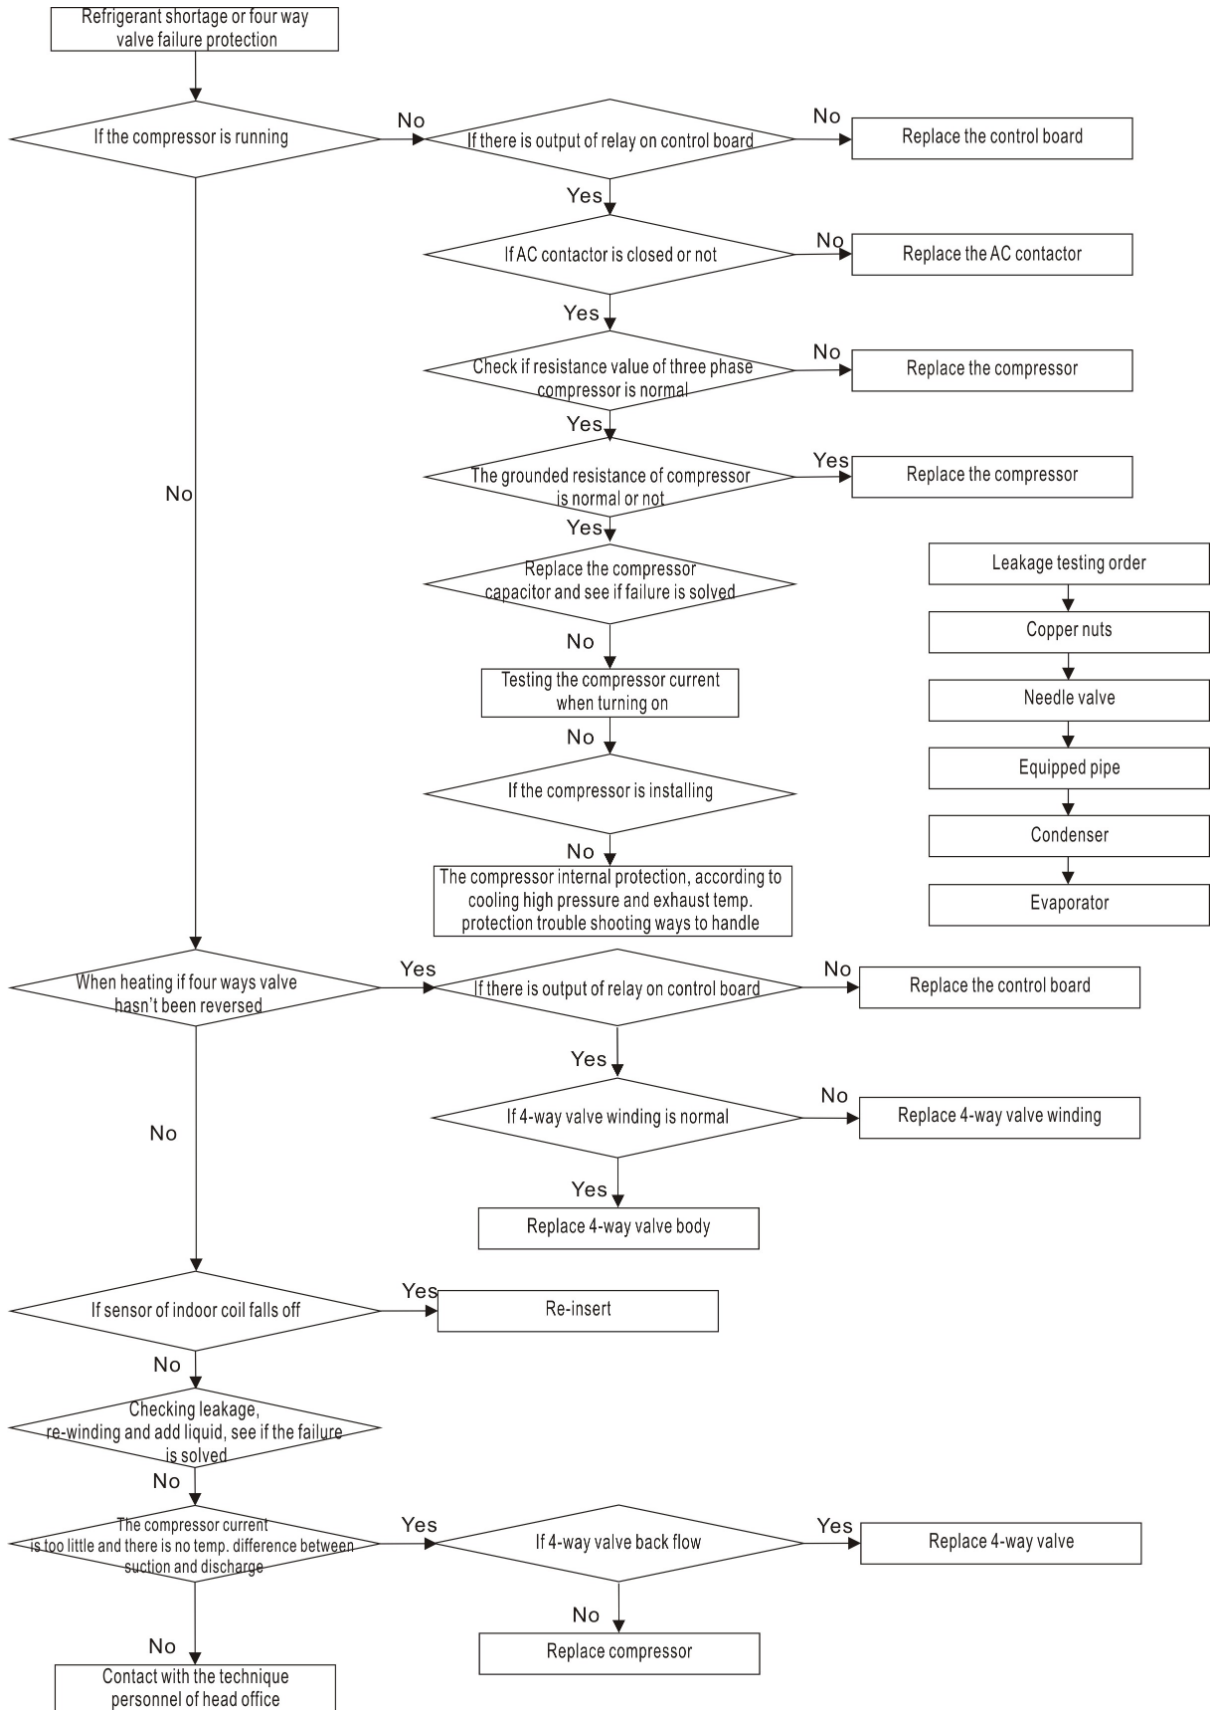 Refrigerant shortage or four way
valve failure protection
If the compressor is running
No
If there is output of relay on control board
No
Replace the control board
Yes
If AC contactor is closed or not
No
Replace the AC contactor
Yes
Check if resistance value of three phase
compressor is normal
No
Replace the compressor
Yes
The grounded resistance of compressor
is normal or not
Yes
Replace the compressor
No
Yes
Replace the compressor
capacitor and see if failure is solved
No
Testing the compressor current
when turning on
No
If the compressor is installing
No
The compressor internal protection, according to
cooling high pressure and exhaust temp.
protection trouble shooting ways to handle
Leakage testing order
Copper nuts
Needle valve
Equipped pipe
Condenser
Evaporator
When heating if four ways valve
hasn't been reversed
Yes
If there is output of relay on control board
No
Replace the control board
Yes
If 4-way valve winding is normal
No
Replace 4-way valve winding
No
Yes
Replace 4-way valve body
If sensor of indoor coil falls off
Yes
Re-insert
No
Checking leakage,
re-winding and add liquid, see if the failure
is solved
No
The compressor current
is too little and there is no temp. difference between
suction and discharge
Yes
If 4-way valve back flow
Yes
Replace 4-way valve
No
Replace compressor
No
Contact with the technique
personnel of head office